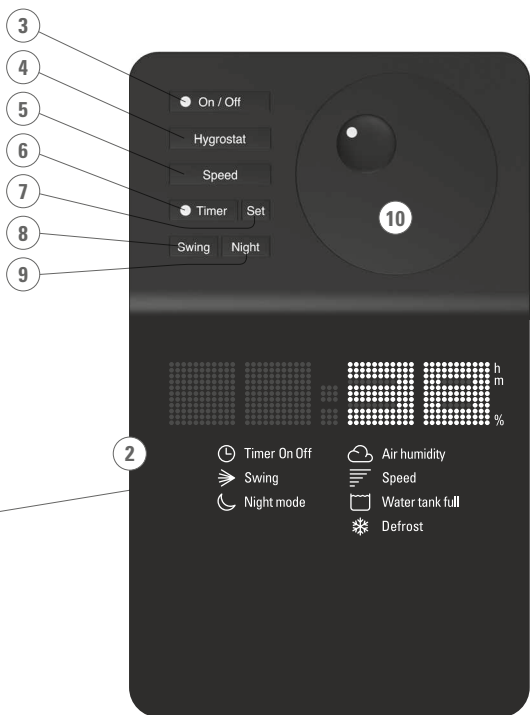 3
On / Off
4
Hygrostat
5
Speed
6
Timer Set
7
10
8
Swing Night
9
38
h
m
%
2
Timer On Off
Air humidity
Swing
Speed
Night mode
Water tank full
Defrost